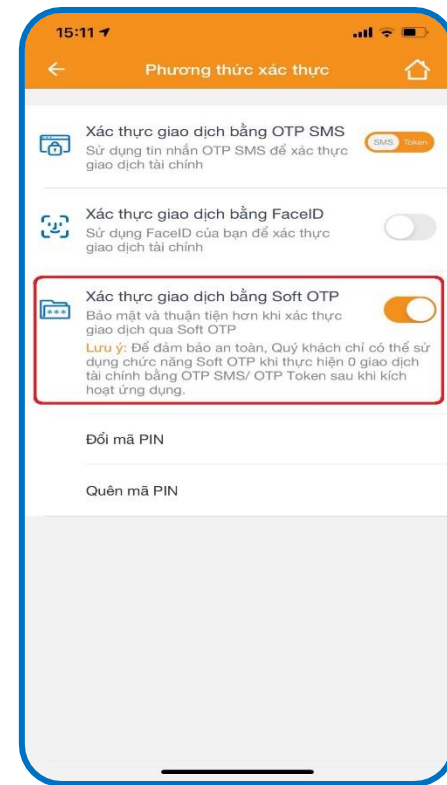 15:11
Phương thức xác thực
Xác thực giao dịch bằng OTP SMS
Sử dụng tin nhắn OTP SMS để xác thực
giao dịch tài chính
SMS Token
Xác thực giao dịch bằng FaceID
Sử dụng FaceID của bạn để xác thực
giao dịch tài chính
Xác thực giao dịch bằng Soft OTP
Bảo mật và thuận tiện hơn khi xác thực
giao dịch qua Soft OTP
Lưu ý: Để đảm bảo an toàn, Quý khách chỉ có thể sử
dụng chức năng Soft OTP khi thực hiện 0 giao dịch
tài chính bằng OTP SMS/ OTP Token sau khi kích
hoạt ứng dụng.
Đổi mã PIN
Quên mã PIN